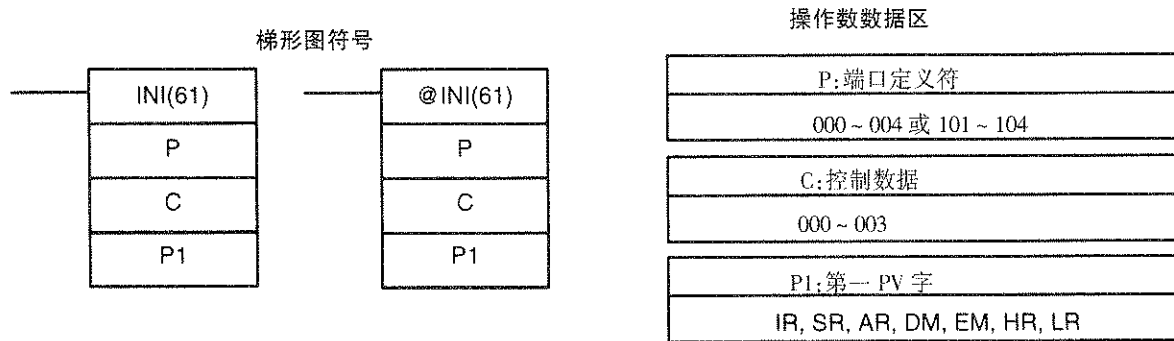 梯形图符号
INI(61)
P
C
P1
@INI(61)
P
C
P1
操作数数据区
P:端口定义符
000~004 或 101~104
C:控制数据
000~003
P1:第一 PV 字
IR, SR, AR, DM, EM, HR, LR